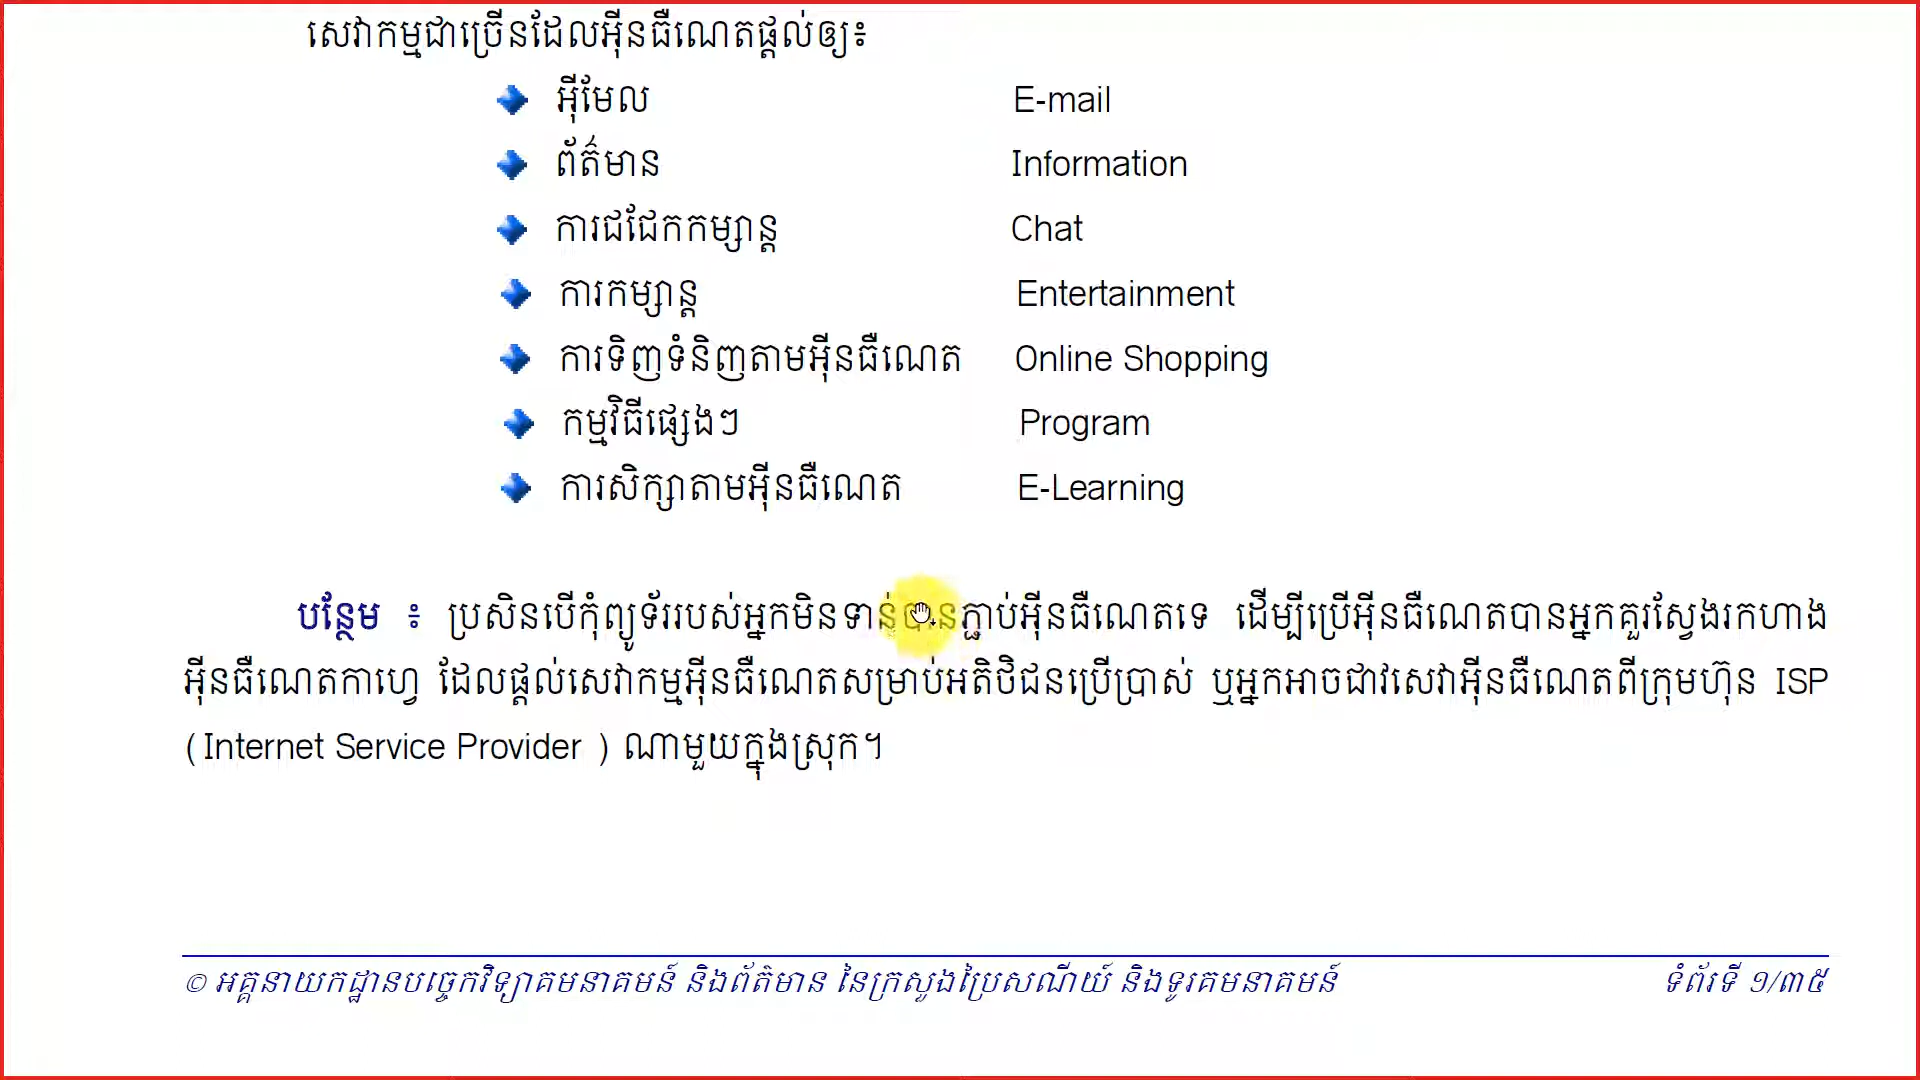 សេវាកម្មជាច្រើនដែលអ៊ីនធឺណេតផ្តល់ឲ្យ៖
អ៊ីមែល E-mail
ព័ត៌មាន Information
ការជជែកកម្សាន្ត Chat
ការកម្សាន្ត Entertainment
ការទិញទំនិញតាមអ៊ីនធឺណេត Online Shopping
កម្មវិធីផ្សេងៗ Program
ការសិក្សាតាមអ៊ីនធឺណេត E-Learning
បន្ថែម ៖ ប្រសិនបើកុំព្យូទ័ររបស់អ្នកមិនទាន់បានភ្ជាប់អ៊ីនធឺណេតទេ ដើម្បីប្រើអ៊ីនធឺណេតបានអ្នកគួរស្វែងរកហាង
អ៊ីនធឺណេតកាហ្វេ ដែលផ្តល់សេវាកម្មអ៊ីនធឺណេតសម្រាប់អតិថិជនប្រើប្រាស់ ឬអ្នកអាចជាវសេវាអ៊ីនធឺណេតពីក្រុមហ៊ុន ISP
(Internet Service Provider ) ណាមួយក្នុងស្រុក។
© អគ្គនាយកដ្ឋានបច្ចេកវិទ្យាគមនាគមន៍ និងព័ត៌មាន នៃក្រសួងប្រៃសណីយ៍ និងទូរគមនាគមន៍ ទំព័រទី ១/៣៥